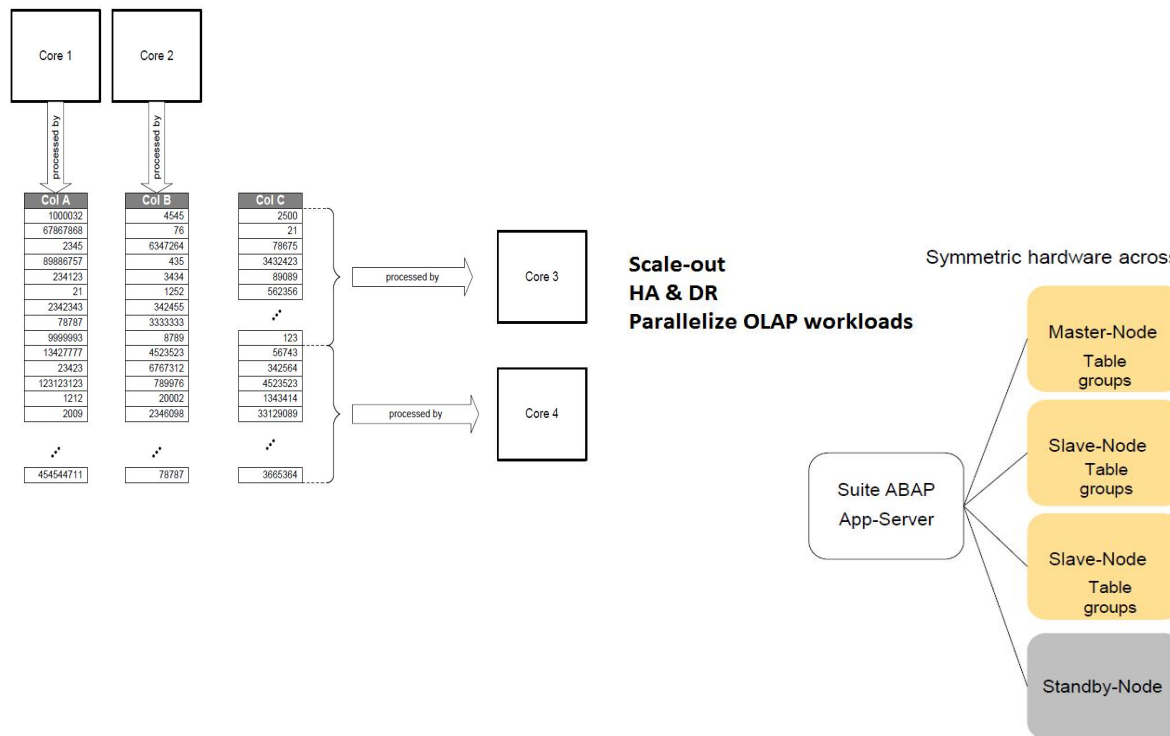 Core 1
Core 2
processed by
processed by
Col A
1000032
67867868
2345
89886757
234123
21
2342343
78787
9999993
13427777
23423
123123123
1212
2009
454544711
Col B
4545
76
6347264
435
3434
1252
342455
3333333
8789
4523523
6767312
789976
20002
2346098
78787
Col C
2500
21
78675
3432423
89089
562356
123
56743
342564
4523523
1343414
33129089
3665364
processed by
Core 3
processed by
Core 4
Scale-out
HA & DR
Parallelize OLAP workloads
Symmetric hardware across
Suite ABAP
App-Server
Master-Node
Table
groups
Slave-Node
Table
groups
Slave-Node
Table
groups
Standby-Node